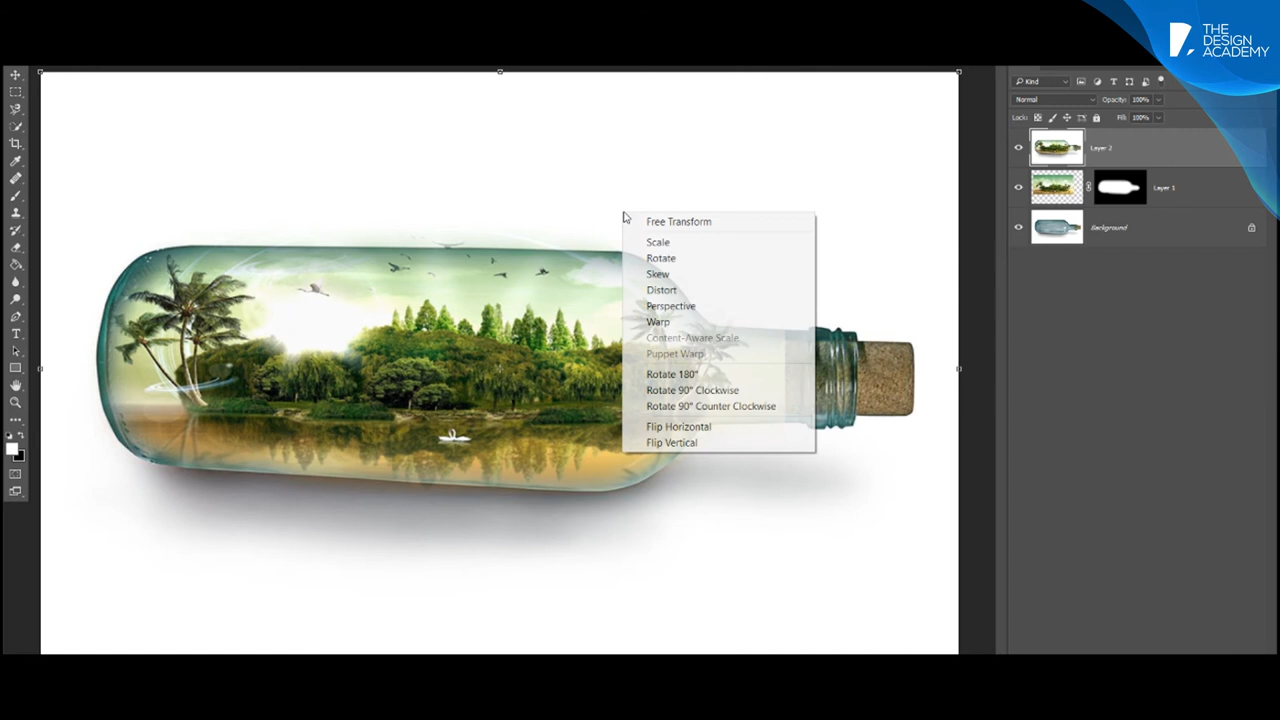 THE
DESIGN
ACADEMY
Kind
Normal
Opacity: 100%
Lock:
Fill: 100%
Layer 2
Layer 1
Background
Free Transform
Scale
Rotate
Skew
Distort
Perspective
Warp
Content-Aware Scale
Puppet Warp
Rotate 180°
Rotate 90° Clockwise
Rotate 90° Counter Clockwise
Flip Horizontal
Flip Vertical